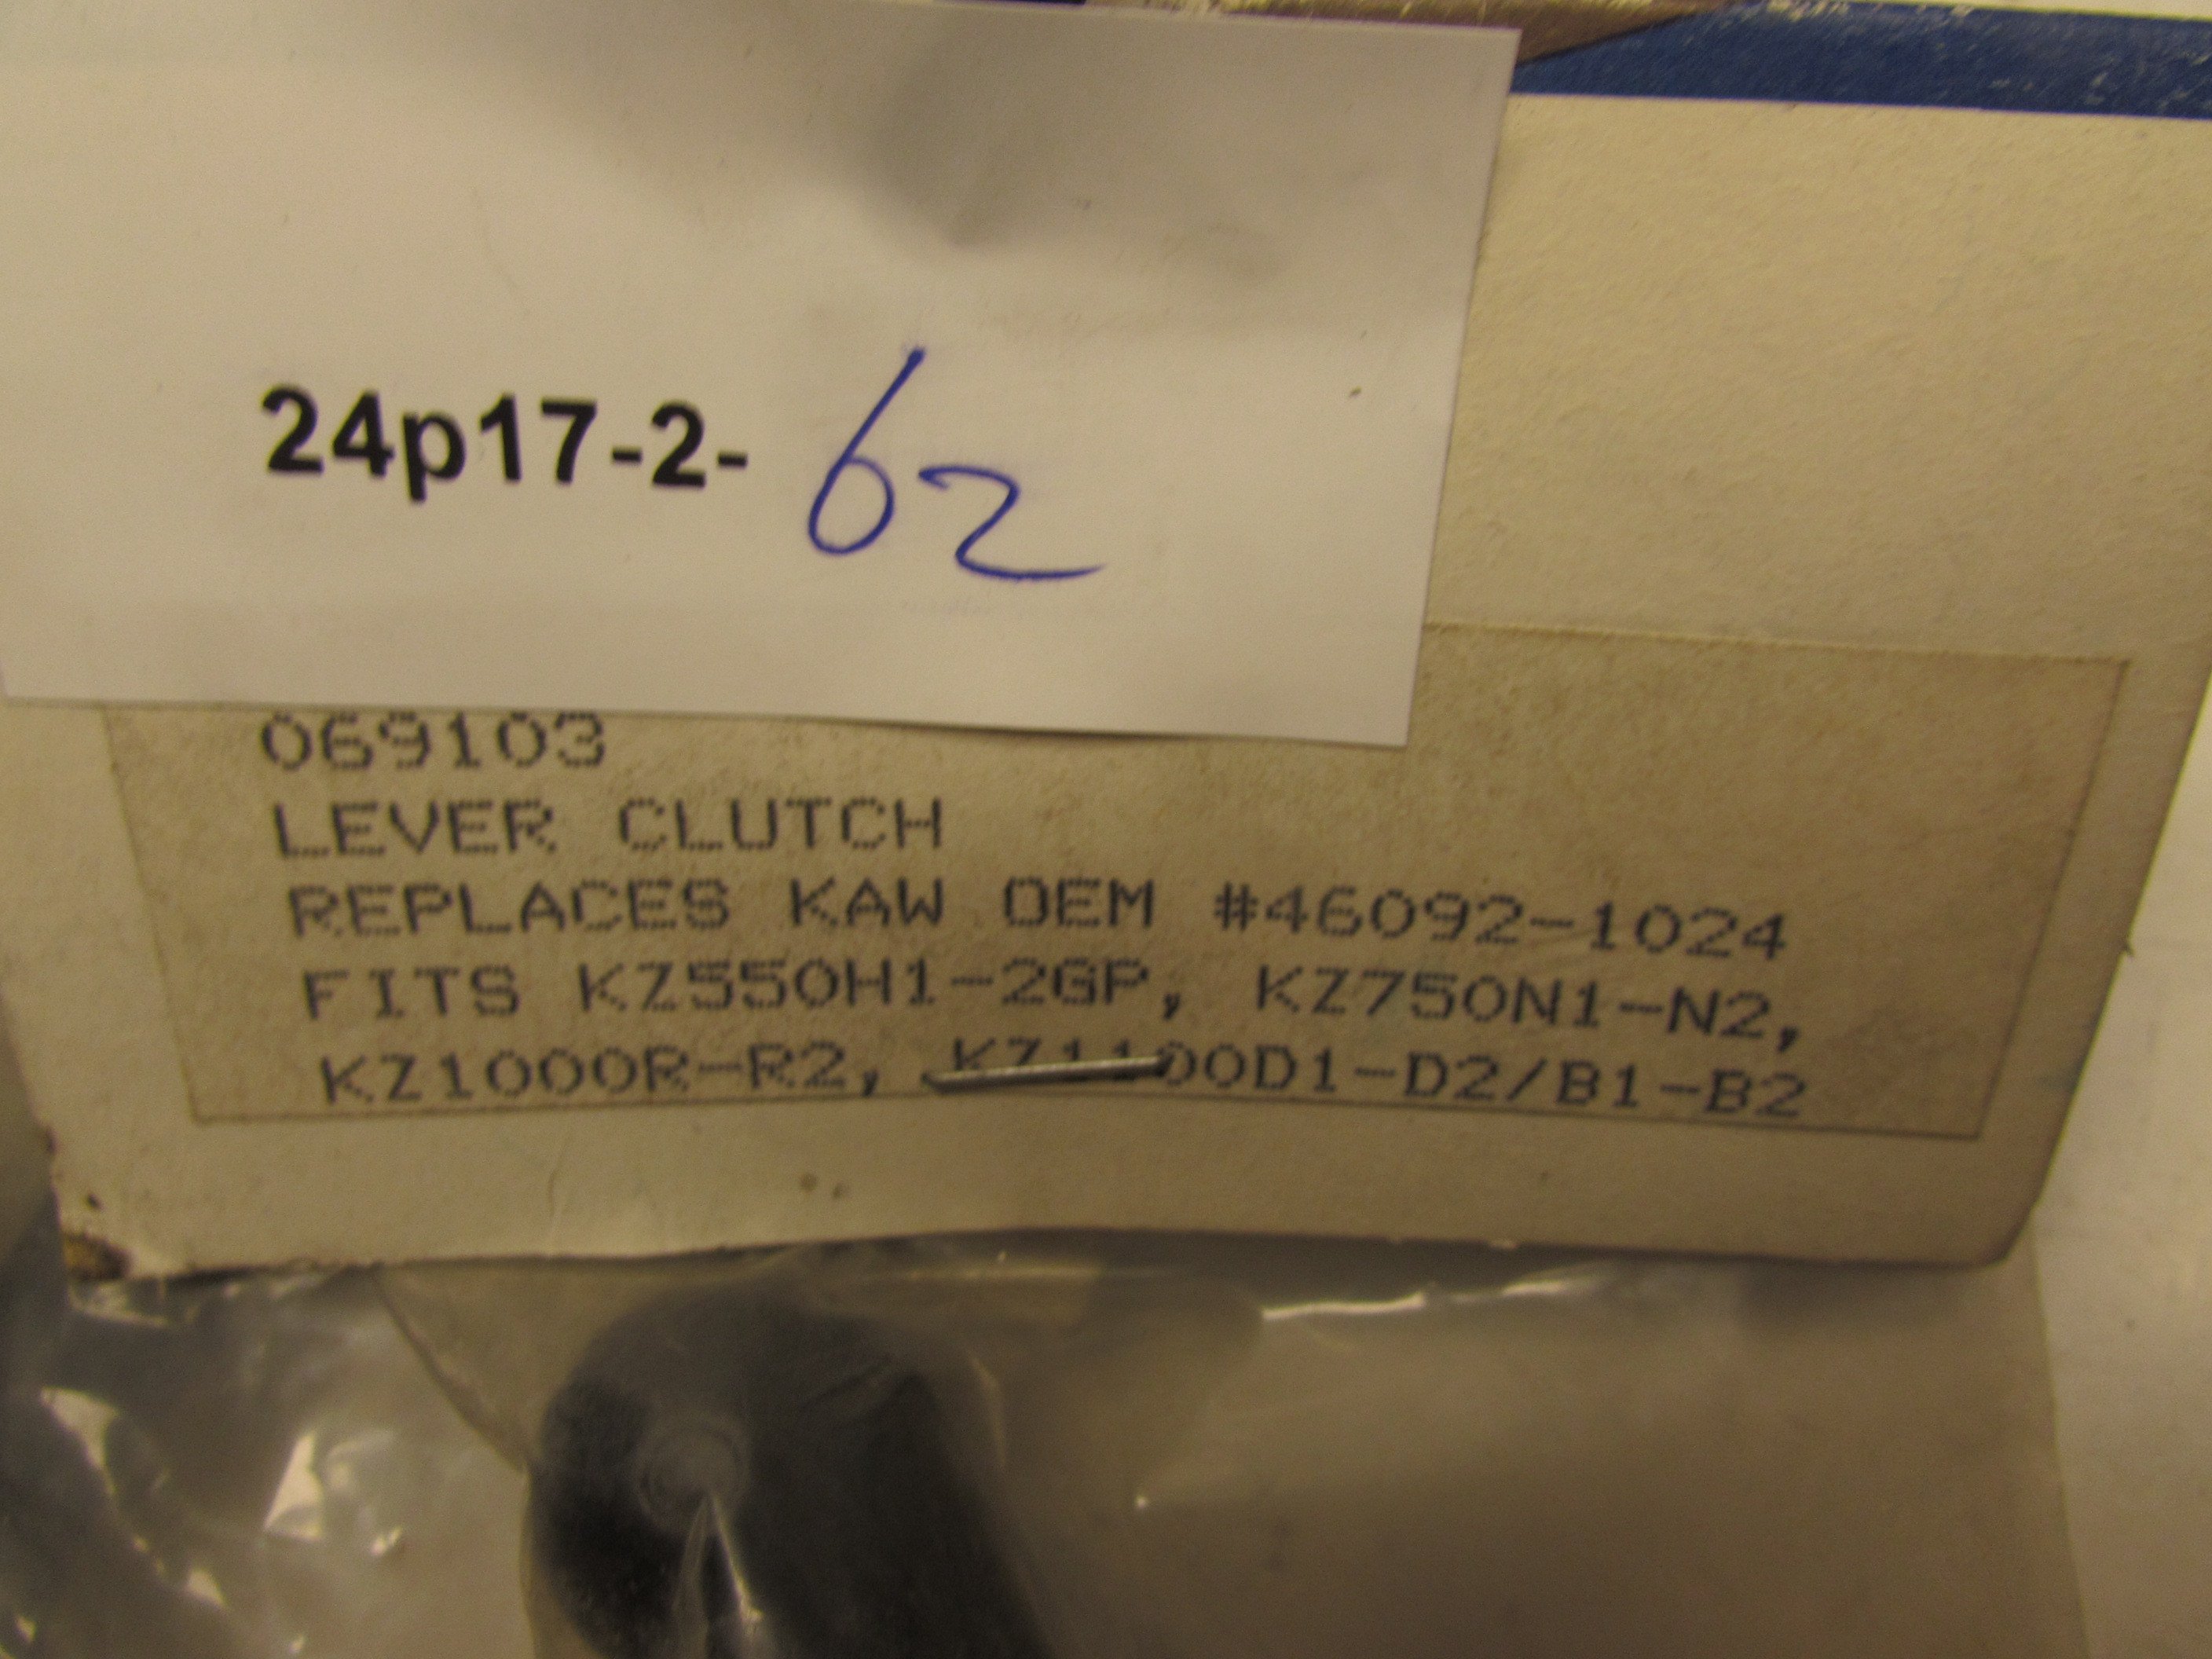 24p17-2- 62
069103
LEVER CLUTCH
REPLACES KAW OEM #46092-1024
FITS KZ550H1-2GP, KZ750N1-N2,
KZ1000R-R2, KZ1100D1-D2/B1-B2